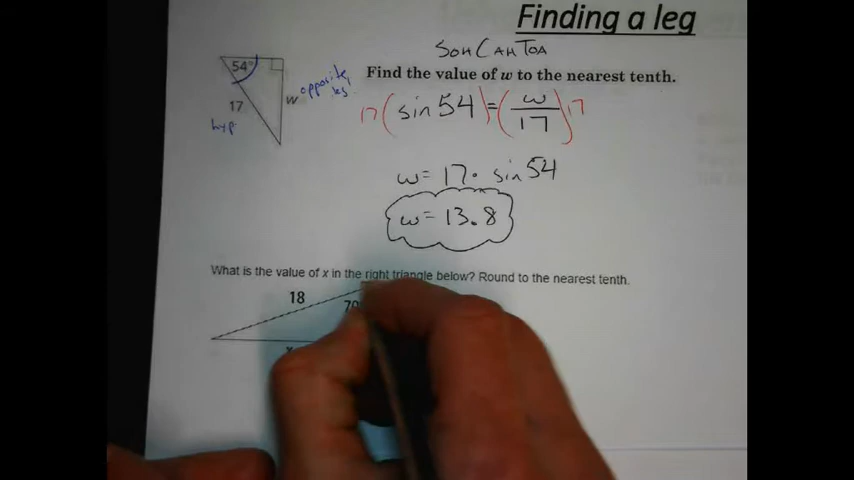 Finding a leg
SOH CAH TOA
Find the value of w to the nearest tenth.
54°
17
hyp
w
opposite
17 ( sin 54 ) = ( w / 17 ) 17
w = 17 · sin 54
w = 13.8
What is the value of x in the right triangle below? Round to the nearest tenth.
18